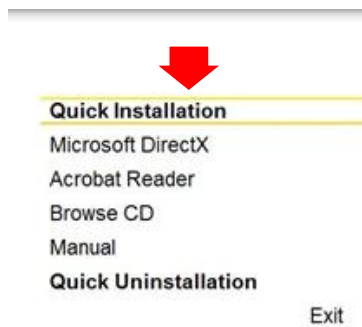 Quick Installation
Microsoft DirectX
Acrobat Reader
Browse CD
Manual
Quick Uninstallation
Exit